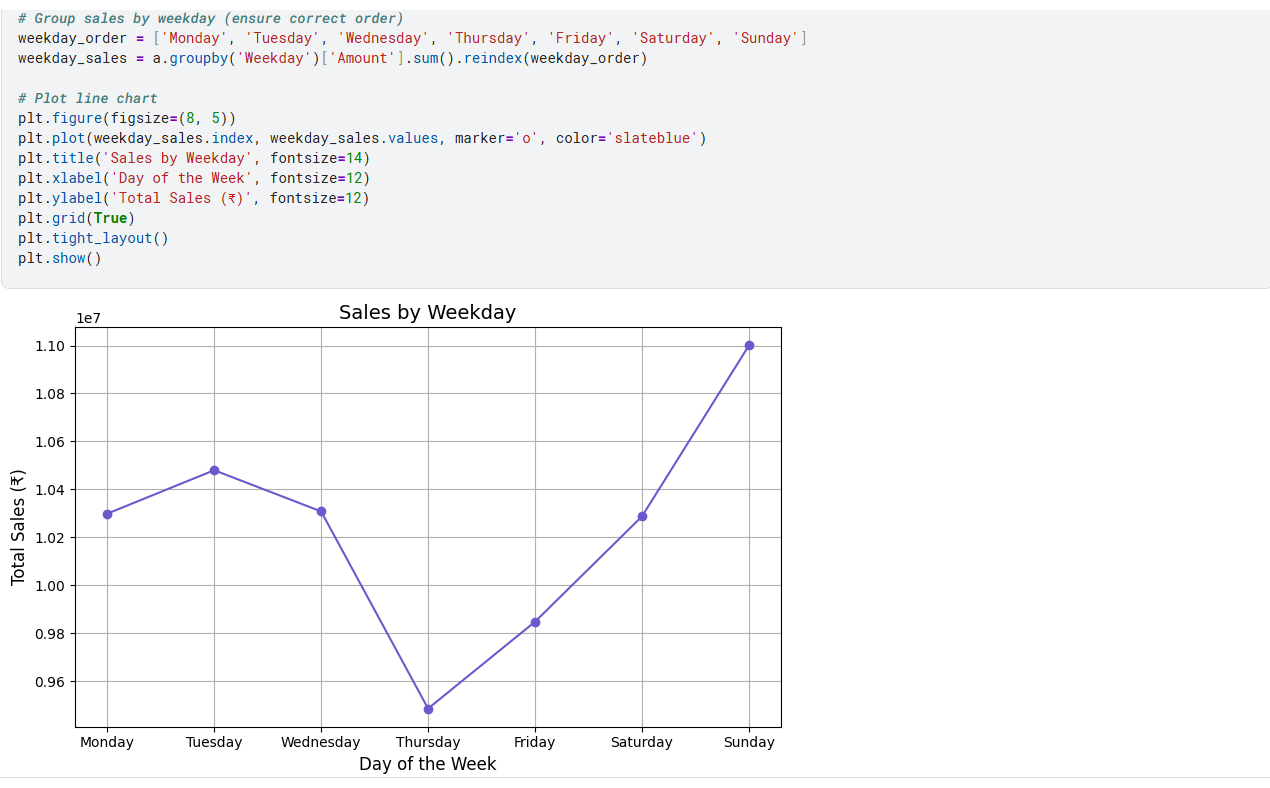 # Group sales by weekday (ensure correct order)
weekday_order = ['Monday', 'Tuesday', 'Wednesday', 'Thursday', 'Friday', 'Saturday', 'Sunday']
weekday_sales = a.groupby('Weekday')['Amount'].sum().reindex(weekday_order)
# Plot line chart
plt.figure(figsize=(8, 5))
plt.plot(weekday_sales.index, weekday_sales.values, marker='o', color='slateblue')
plt.title('Sales by Weekday', fontsize=14)
plt.xlabel('Day of the Week', fontsize=12)
plt.ylabel('Total Sales (₹)', fontsize=12)
plt.grid(True)
plt.tight_layout()
plt.show()
Sales by Weekday
1e7
1.10
1.08
1.06
1.04
1.02
1.00
0.98
0.96
Total Sales (₹)
Monday Tuesday Wednesday Thursday Friday Saturday Sunday
Day of the Week